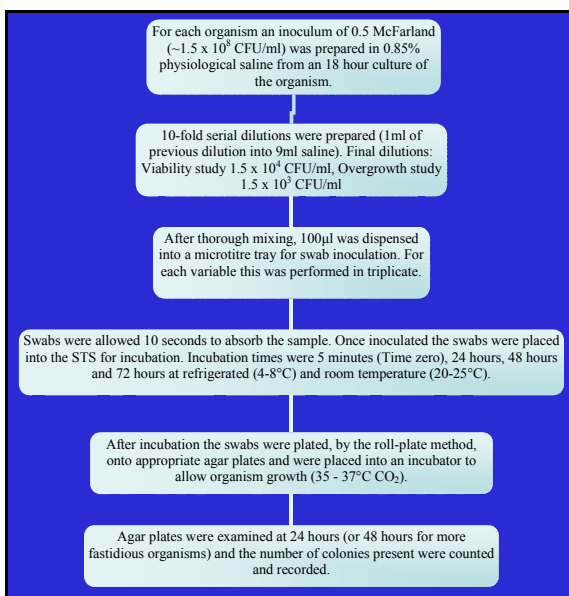 For each organism an inoculum of 0.5 McFarland
(~1.5 x 10⁸ CFU/ml) was prepared in 0.85%
physiological saline from an 18 hour culture of
the organism.
10-fold serial dilutions were prepared (1ml of
previous dilution into 9ml saline). Final dilutions:
Viability study 1.5 x 10⁴ CFU/ml, Overgrowth study
1.5 x 10³ CFU/ml
After thorough mixing, 100µl was dispensed
into a microtitre tray for swab inoculation. For
each variable this was performed in triplicate.
Swabs were allowed 10 seconds to absorb the sample. Once inoculated the swabs were placed
into the STS for incubation. Incubation times were 5 minutes (Time zero), 24 hours, 48 hours
and 72 hours at refrigerated (4-8°C) and room temperature (20-25°C).
After incubation the swabs were plated, by the roll-plate method,
onto appropriate agar plates and were placed into an incubator to
allow organism growth (35 - 37°C CO₂).
Agar plates were examined at 24 hours (or 48 hours for more
fastidious organisms) and the number of colonies present were counted
and recorded.